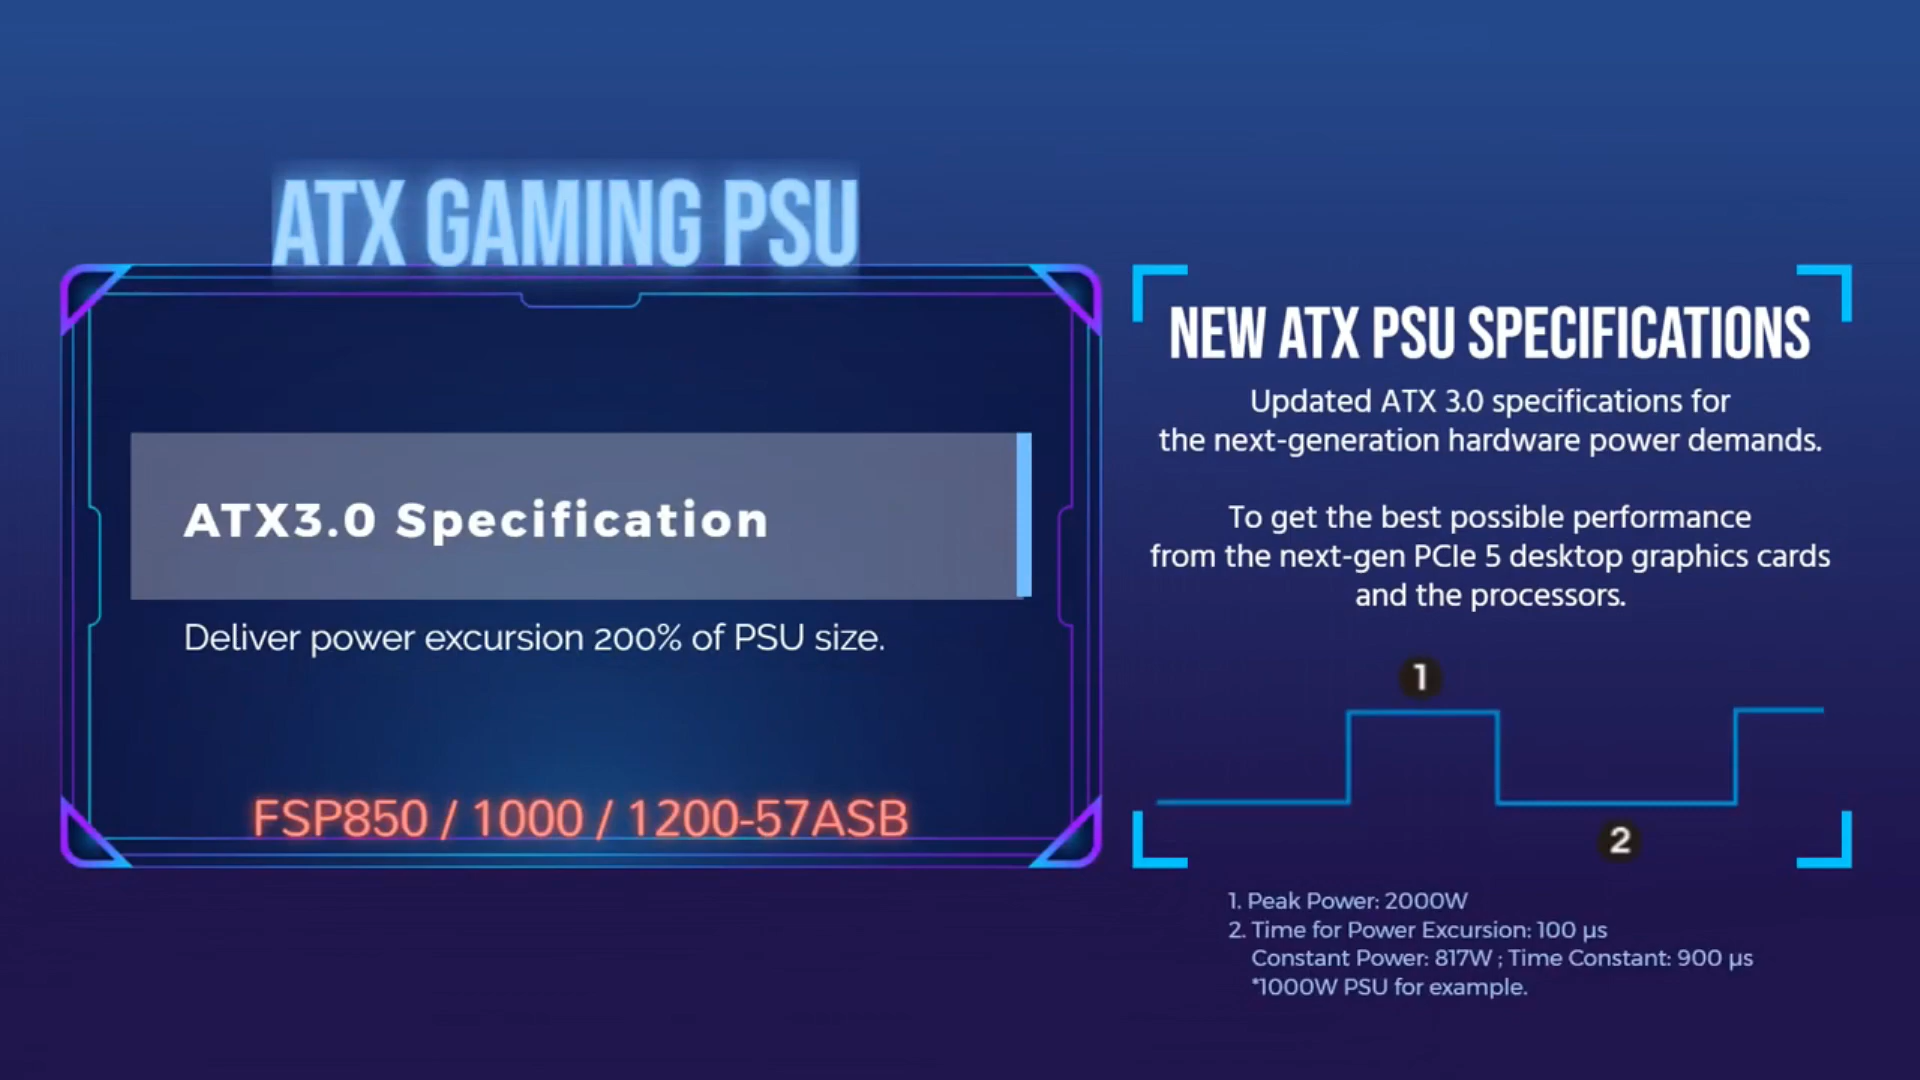 ATX GAMING PSU
ATX3.0 Specification
Deliver power excursion 200% of PSU size.
FSP850 / 1000 / 1200-57ASB
NEW ATX PSU SPECIFICATIONS
Updated ATX 3.0 specifications for
the next-generation hardware power demands.
To get the best possible performance
from the next-gen PCIe 5 desktop graphics cards
and the processors.
1
2
1. Peak Power: 2000W
2. Time for Power Excursion: 100 µs
Constant Power: 817W ; Time Constant: 900 µs
*1000W PSU for example.